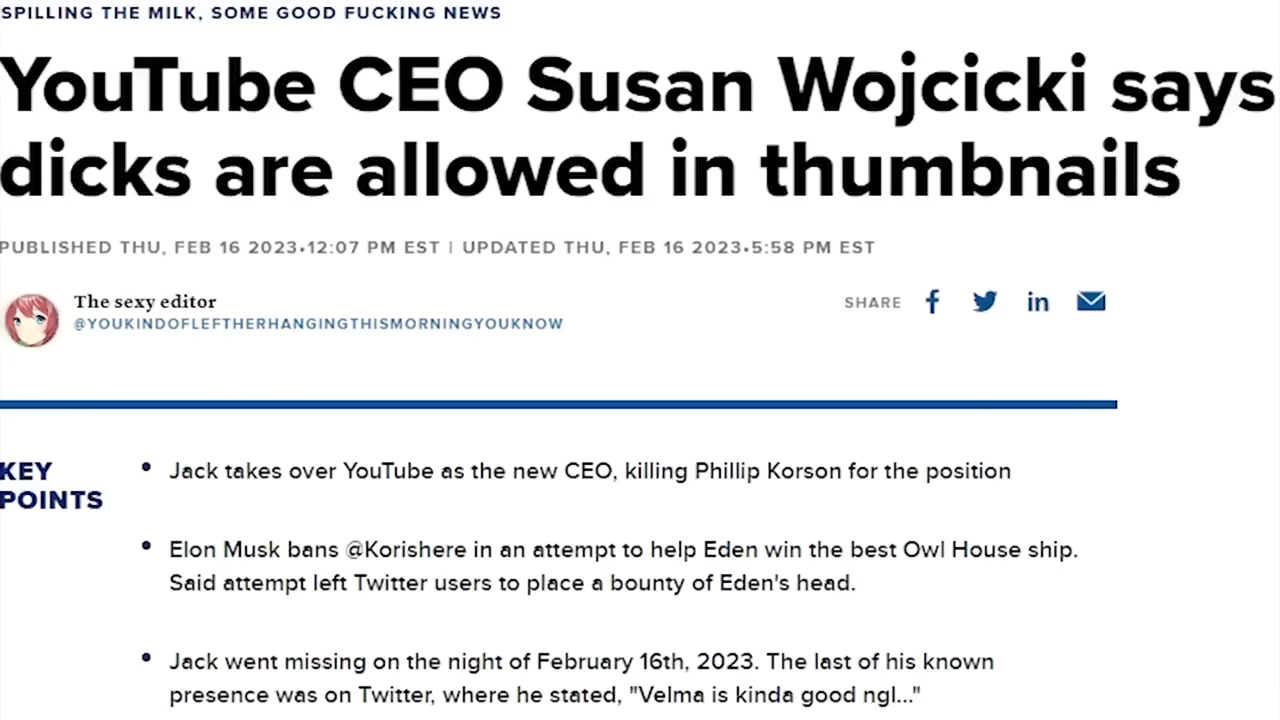 SPILLING THE MILK, SOME GOOD FUCKING NEWS
YouTube CEO Susan Wojcicki says
dicks are allowed in thumbnails
PUBLISHED THU, FEB 16 2023•12:07 PM EST | UPDATED THU, FEB 16 2023•5:58 PM EST
The sexy editor
@YOUKINDOFLEFTHERHANGINGTHISMORNINGYOUKNOW
SHARE
KEY
POINTS
• Jack takes over YouTube as the new CEO, killing Phillip Korson for the position
• Elon Musk bans @Korishere in an attempt to help Eden win the best Owl House ship.
Said attempt left Twitter users to place a bounty of Eden's head.
• Jack went missing on the night of February 16th, 2023. The last of his known
presence was on Twitter, where he stated, "Velma is kinda good ngl..."